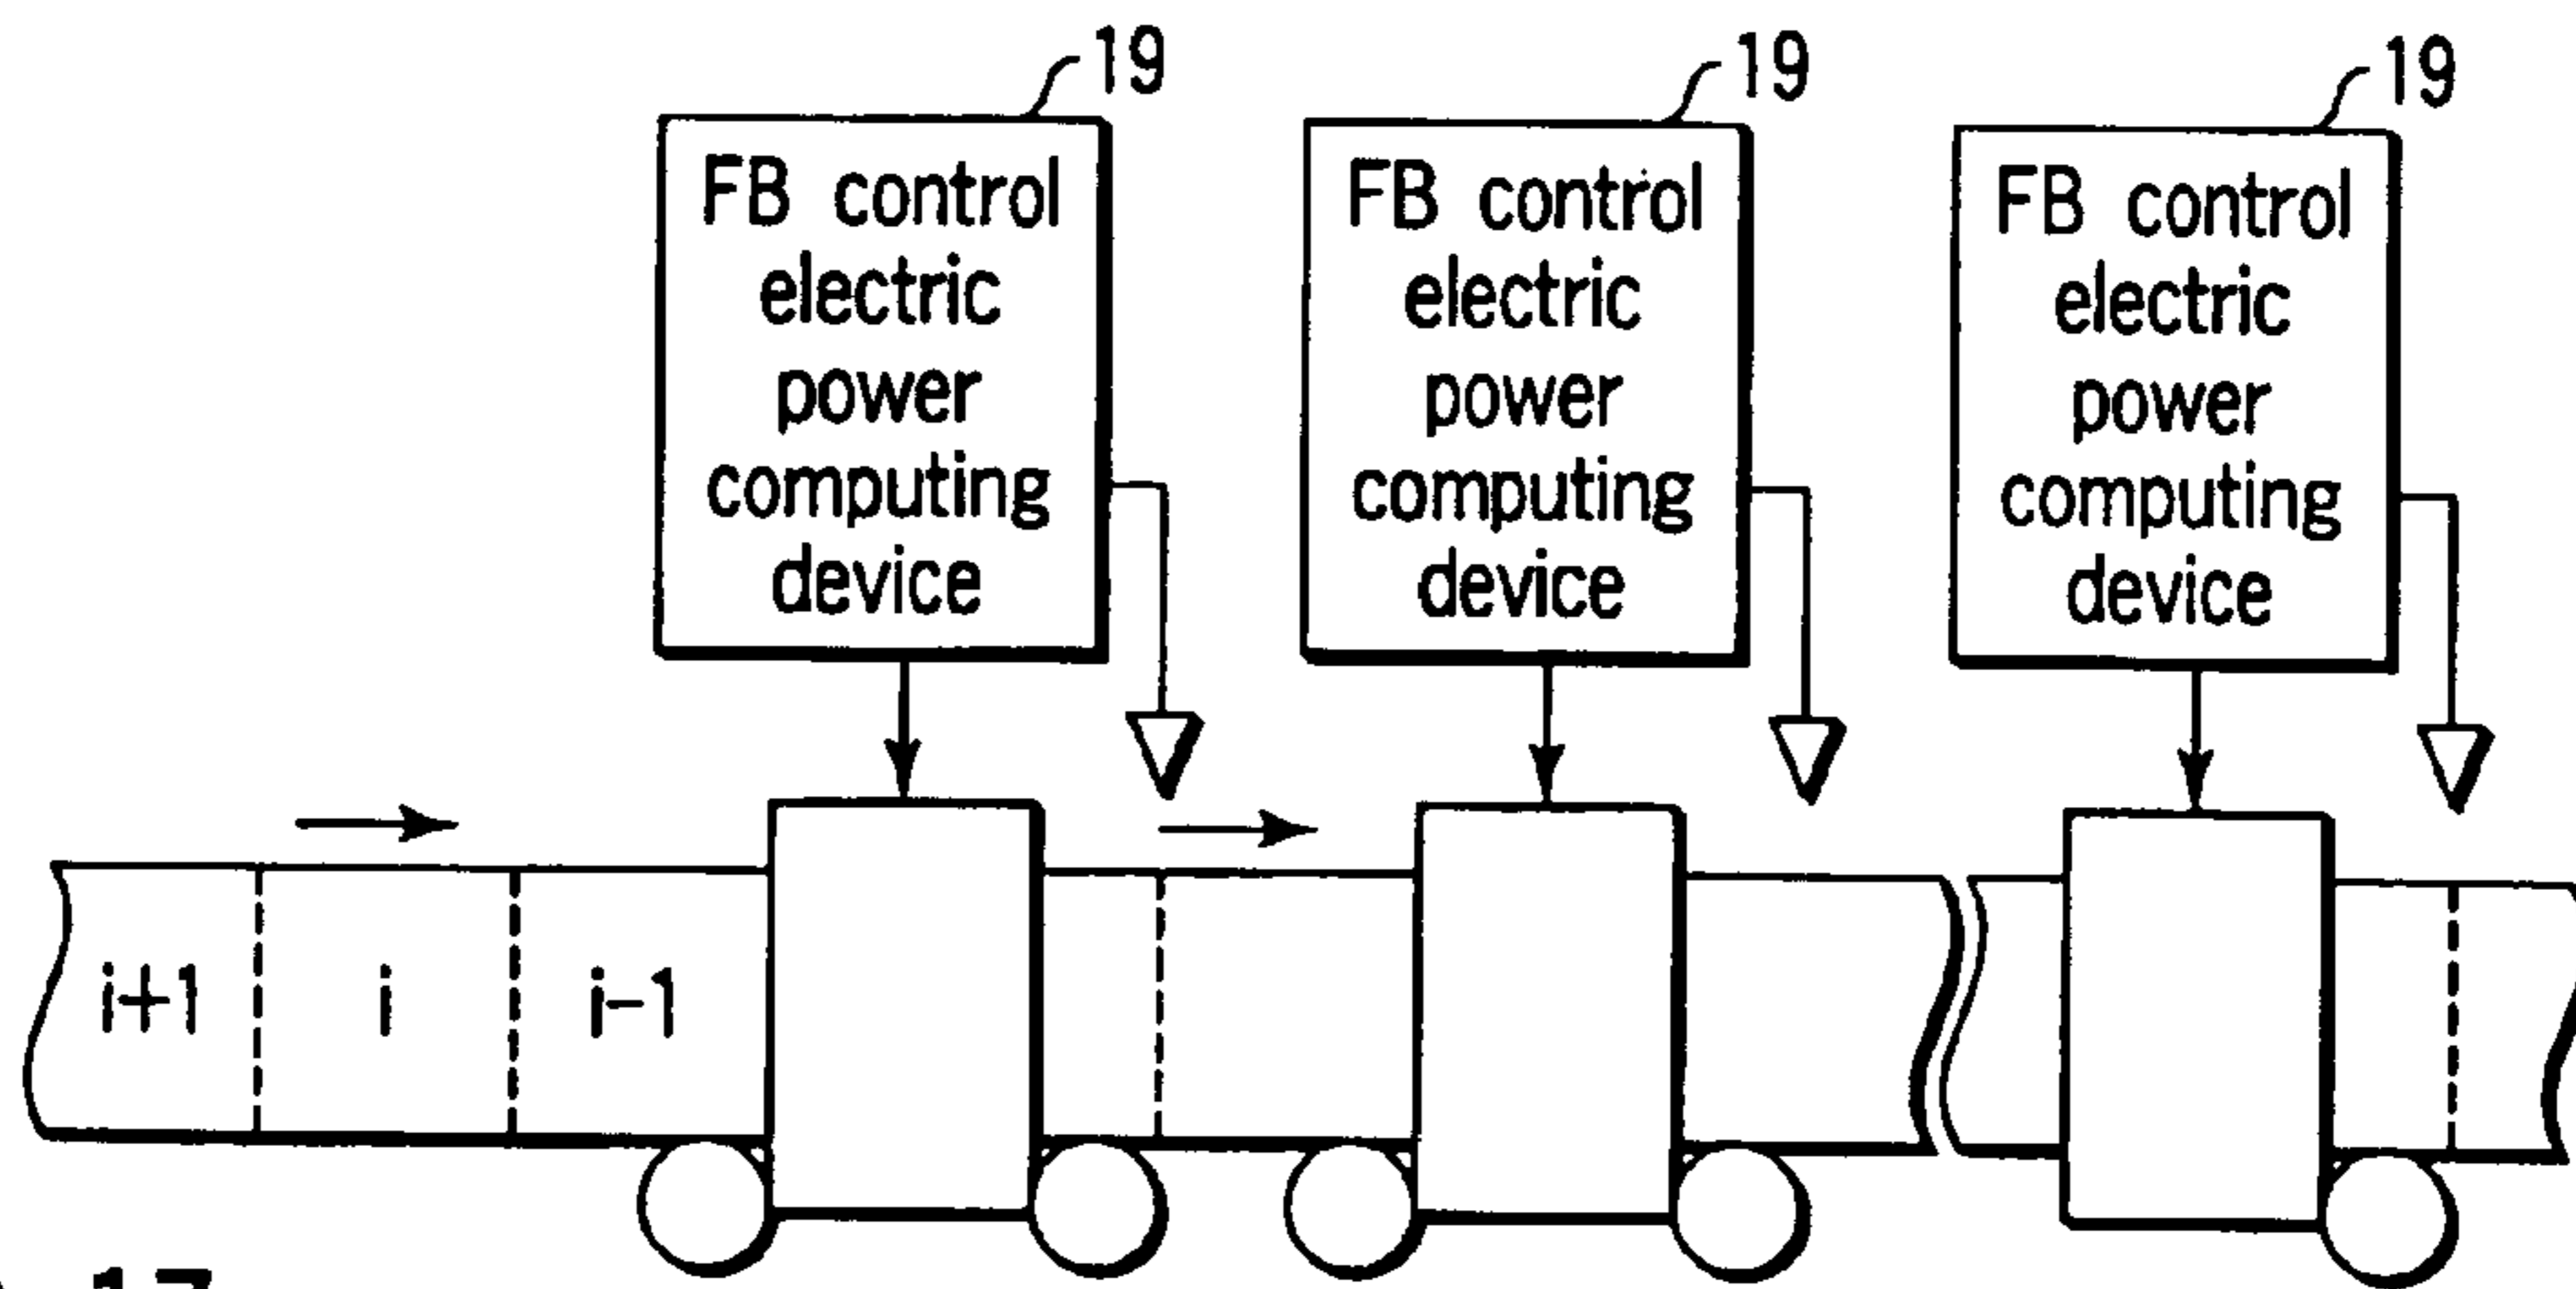 19
19
19
FB control
electric
power
computing
device
FB control
electric
power
computing
device
FB control
electric
power
computing
device
i+1
i
i-1
17